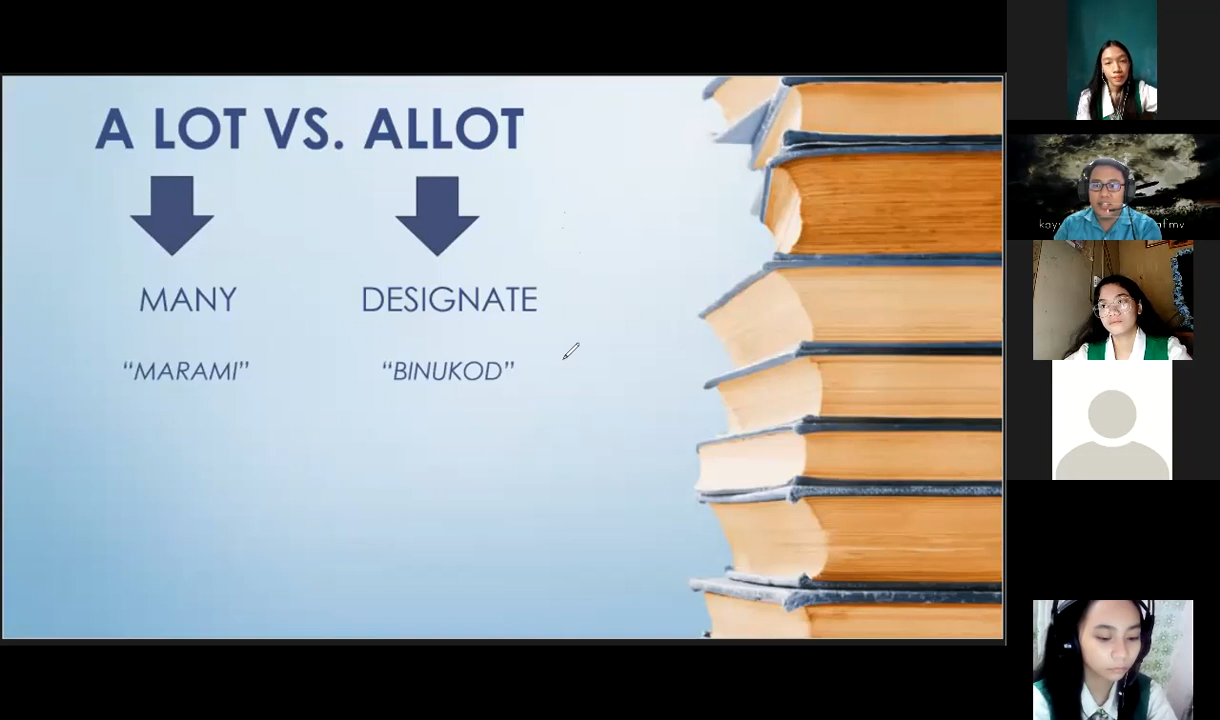 A LOT VS. ALLOT
MANY
DESIGNATE
“MARAMI”
“BINUKOD”